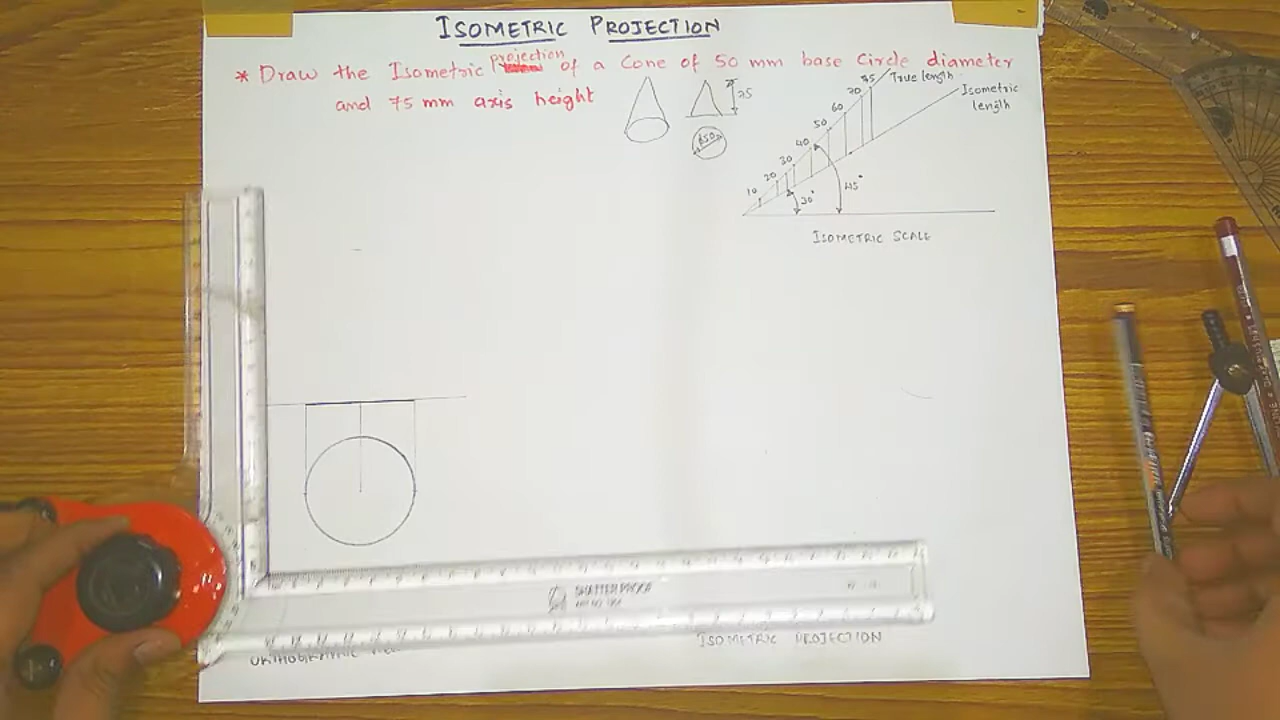 ISOMETRIC PROJECTION
* Draw the Isometric projection of a Cone of 50 mm base Circle diameter
and 75 mm axis height
75
ø50
10
20
30
40
50
60
70
75
True length
Isometric length
30°
45°
ISOMETRIC SCALE
ORTHOGRAPHIC
ISOMETRIC PROJECTION